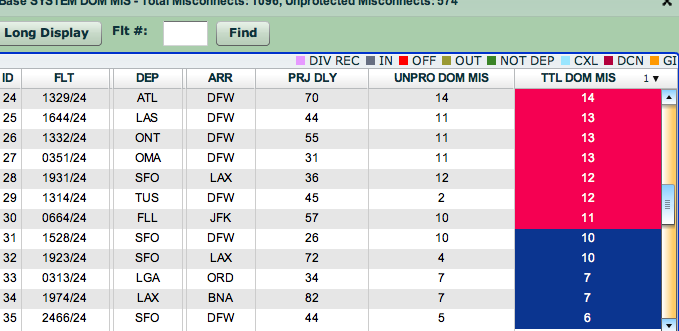 Base SYSTEM DOM MIS - Total Misconnects: 1096, Unprotected Misconnects: 574
Long Display Flt #: Find
DIV REC IN OFF OUT NOT DEP CXL DCN GI
ID FLT DEP ARR PRJ DLY UNPRO DOM MIS TTL DOM MIS 1▼
24 1329/24 ATL DFW 70 14 14
25 1644/24 LAS DFW 44 11 13
26 1332/24 ONT DFW 55 11 13
27 0351/24 OMA DFW 31 11 13
28 1931/24 SFO LAX 36 12 12
29 1314/24 TUS DFW 45 2 12
30 0664/24 FLL JFK 57 10 11
31 1528/24 SFO DFW 26 10 10
32 1923/24 SFO LAX 72 4 10
33 0313/24 LGA ORD 34 7 7
34 1974/24 LAX BNA 82 7 7
35 2466/24 SFO DFW 44 5 6